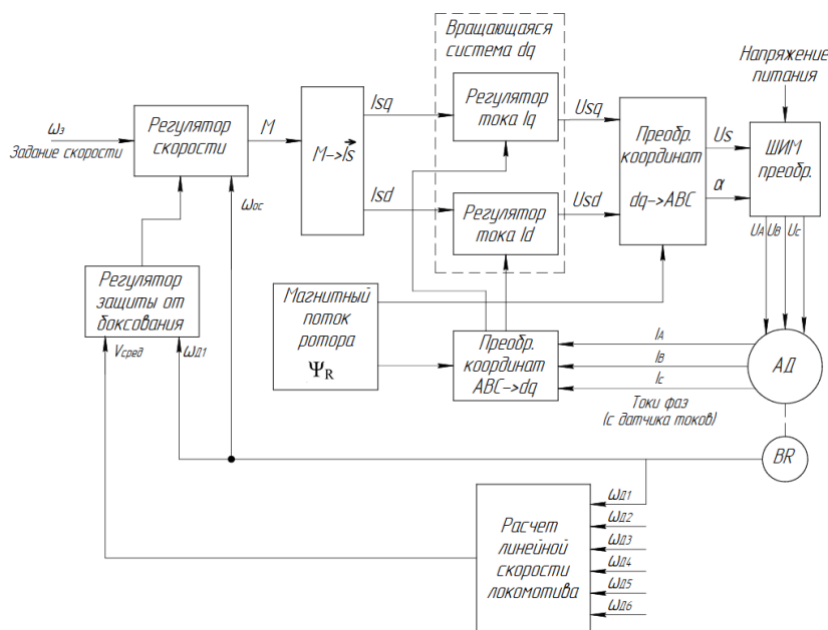 Вращающаяся
система dq
Напряжение
питания
ωз
Задание скорости
Регулятор
скорости
M
M->Is
Isq
Isd
Регулятор
тока Iq
Регулятор
тока Id
Usq
Usd
Преобр.
координат
dq->ABC
Us
α
ШИМ
преобр.
UA UB Uc
ωос
Регулятор
защиты от
боксования
Vсред
ωД1
Магнитный
поток
ротора
ΨR
Преобр.
координат
ABC->dq
IA
IB
Ic
Токи фаз
(с датчика токов)
АД
BR
Расчет
линейной
скорости
локомотива
ωД1
ωД2
ωД3
ωД4
ωД5
ωД6